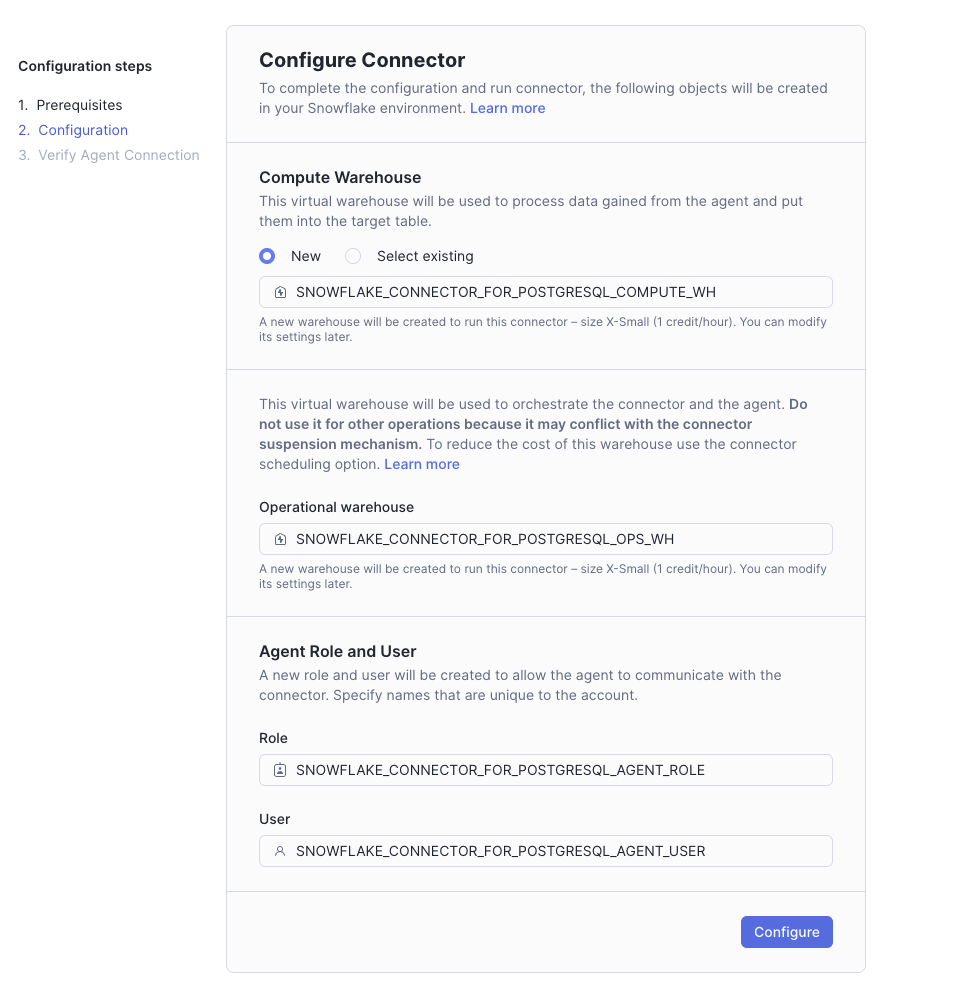 Configuration steps
1. Prerequisites
2. Configuration
3. Verify Agent Connection
Configure Connector
To complete the configuration and run connector, the following objects will be created
in your Snowflake environment. Learn more
Compute Warehouse
This virtual warehouse will be used to process data gained from the agent and put
them into the target table.
New Select existing
SNOWFLAKE_CONNECTOR_FOR_POSTGRESQL_COMPUTE_WH
A new warehouse will be created to run this connector – size X-Small (1 credit/hour). You can modify
its settings later.
This virtual warehouse will be used to orchestrate the connector and the agent. Do
not use it for other operations because it may conflict with the connector
suspension mechanism. To reduce the cost of this warehouse use the connector
scheduling option. Learn more
Operational warehouse
SNOWFLAKE_CONNECTOR_FOR_POSTGRESQL_OPS_WH
A new warehouse will be created to run this connector – size X-Small (1 credit/hour). You can modify
its settings later.
Agent Role and User
A new role and user will be created to allow the agent to communicate with the
connector. Specify names that are unique to the account.
Role
SNOWFLAKE_CONNECTOR_FOR_POSTGRESQL_AGENT_ROLE
User
SNOWFLAKE_CONNECTOR_FOR_POSTGRESQL_AGENT_USER
Configure